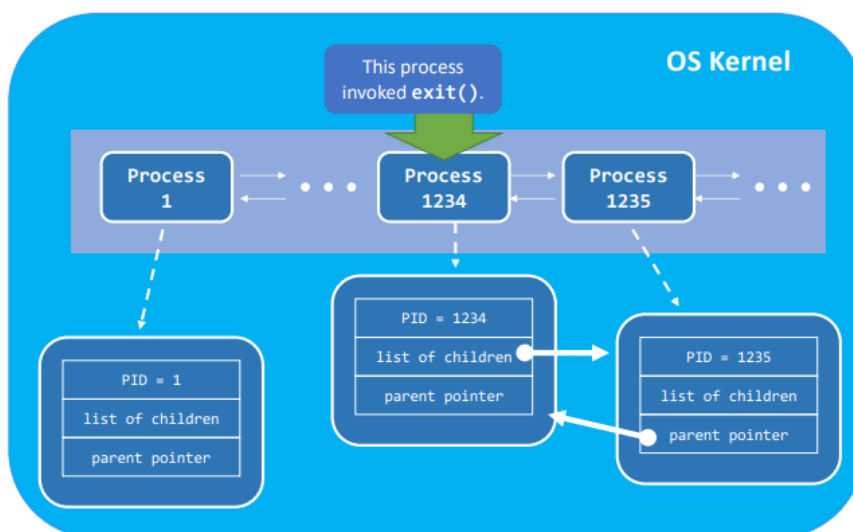 OS Kernel
This process
invoked exit().
Process
1
• • •
Process
1234
Process
1235
• • •
PID = 1
list of children
parent pointer
PID = 1234
list of children
parent pointer
PID = 1235
list of children
parent pointer